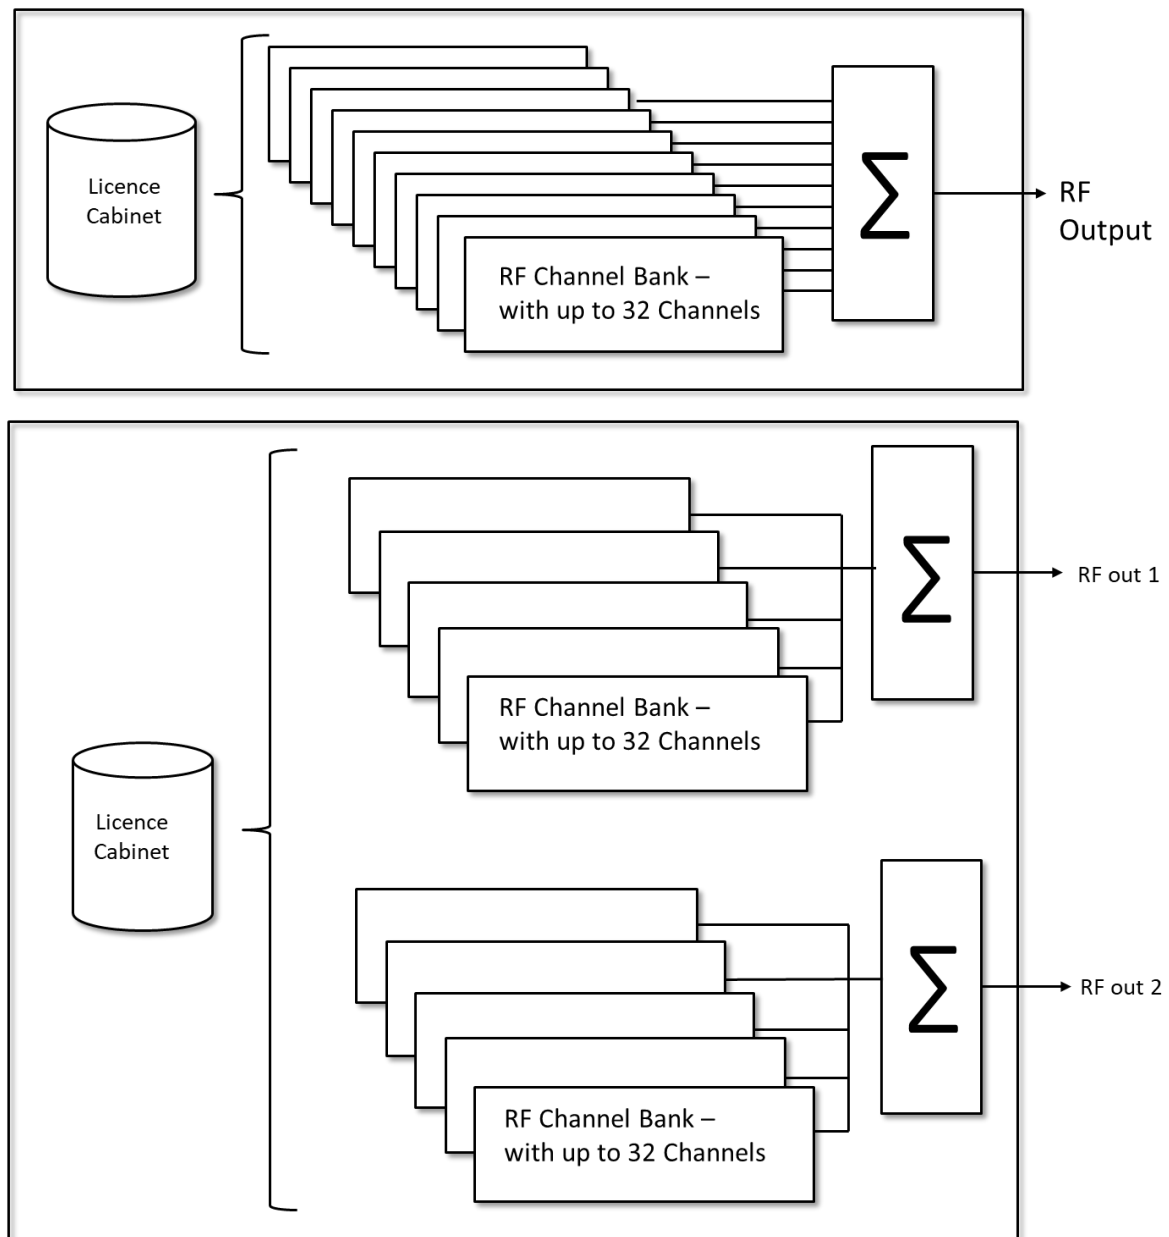 Licence
Cabinet
RF Channel Bank –
with up to 32 Channels
∑
RF
Output
Licence
Cabinet
RF Channel Bank –
with up to 32 Channels
∑
RF out 1
RF Channel Bank –
with up to 32 Channels
∑
RF out 2